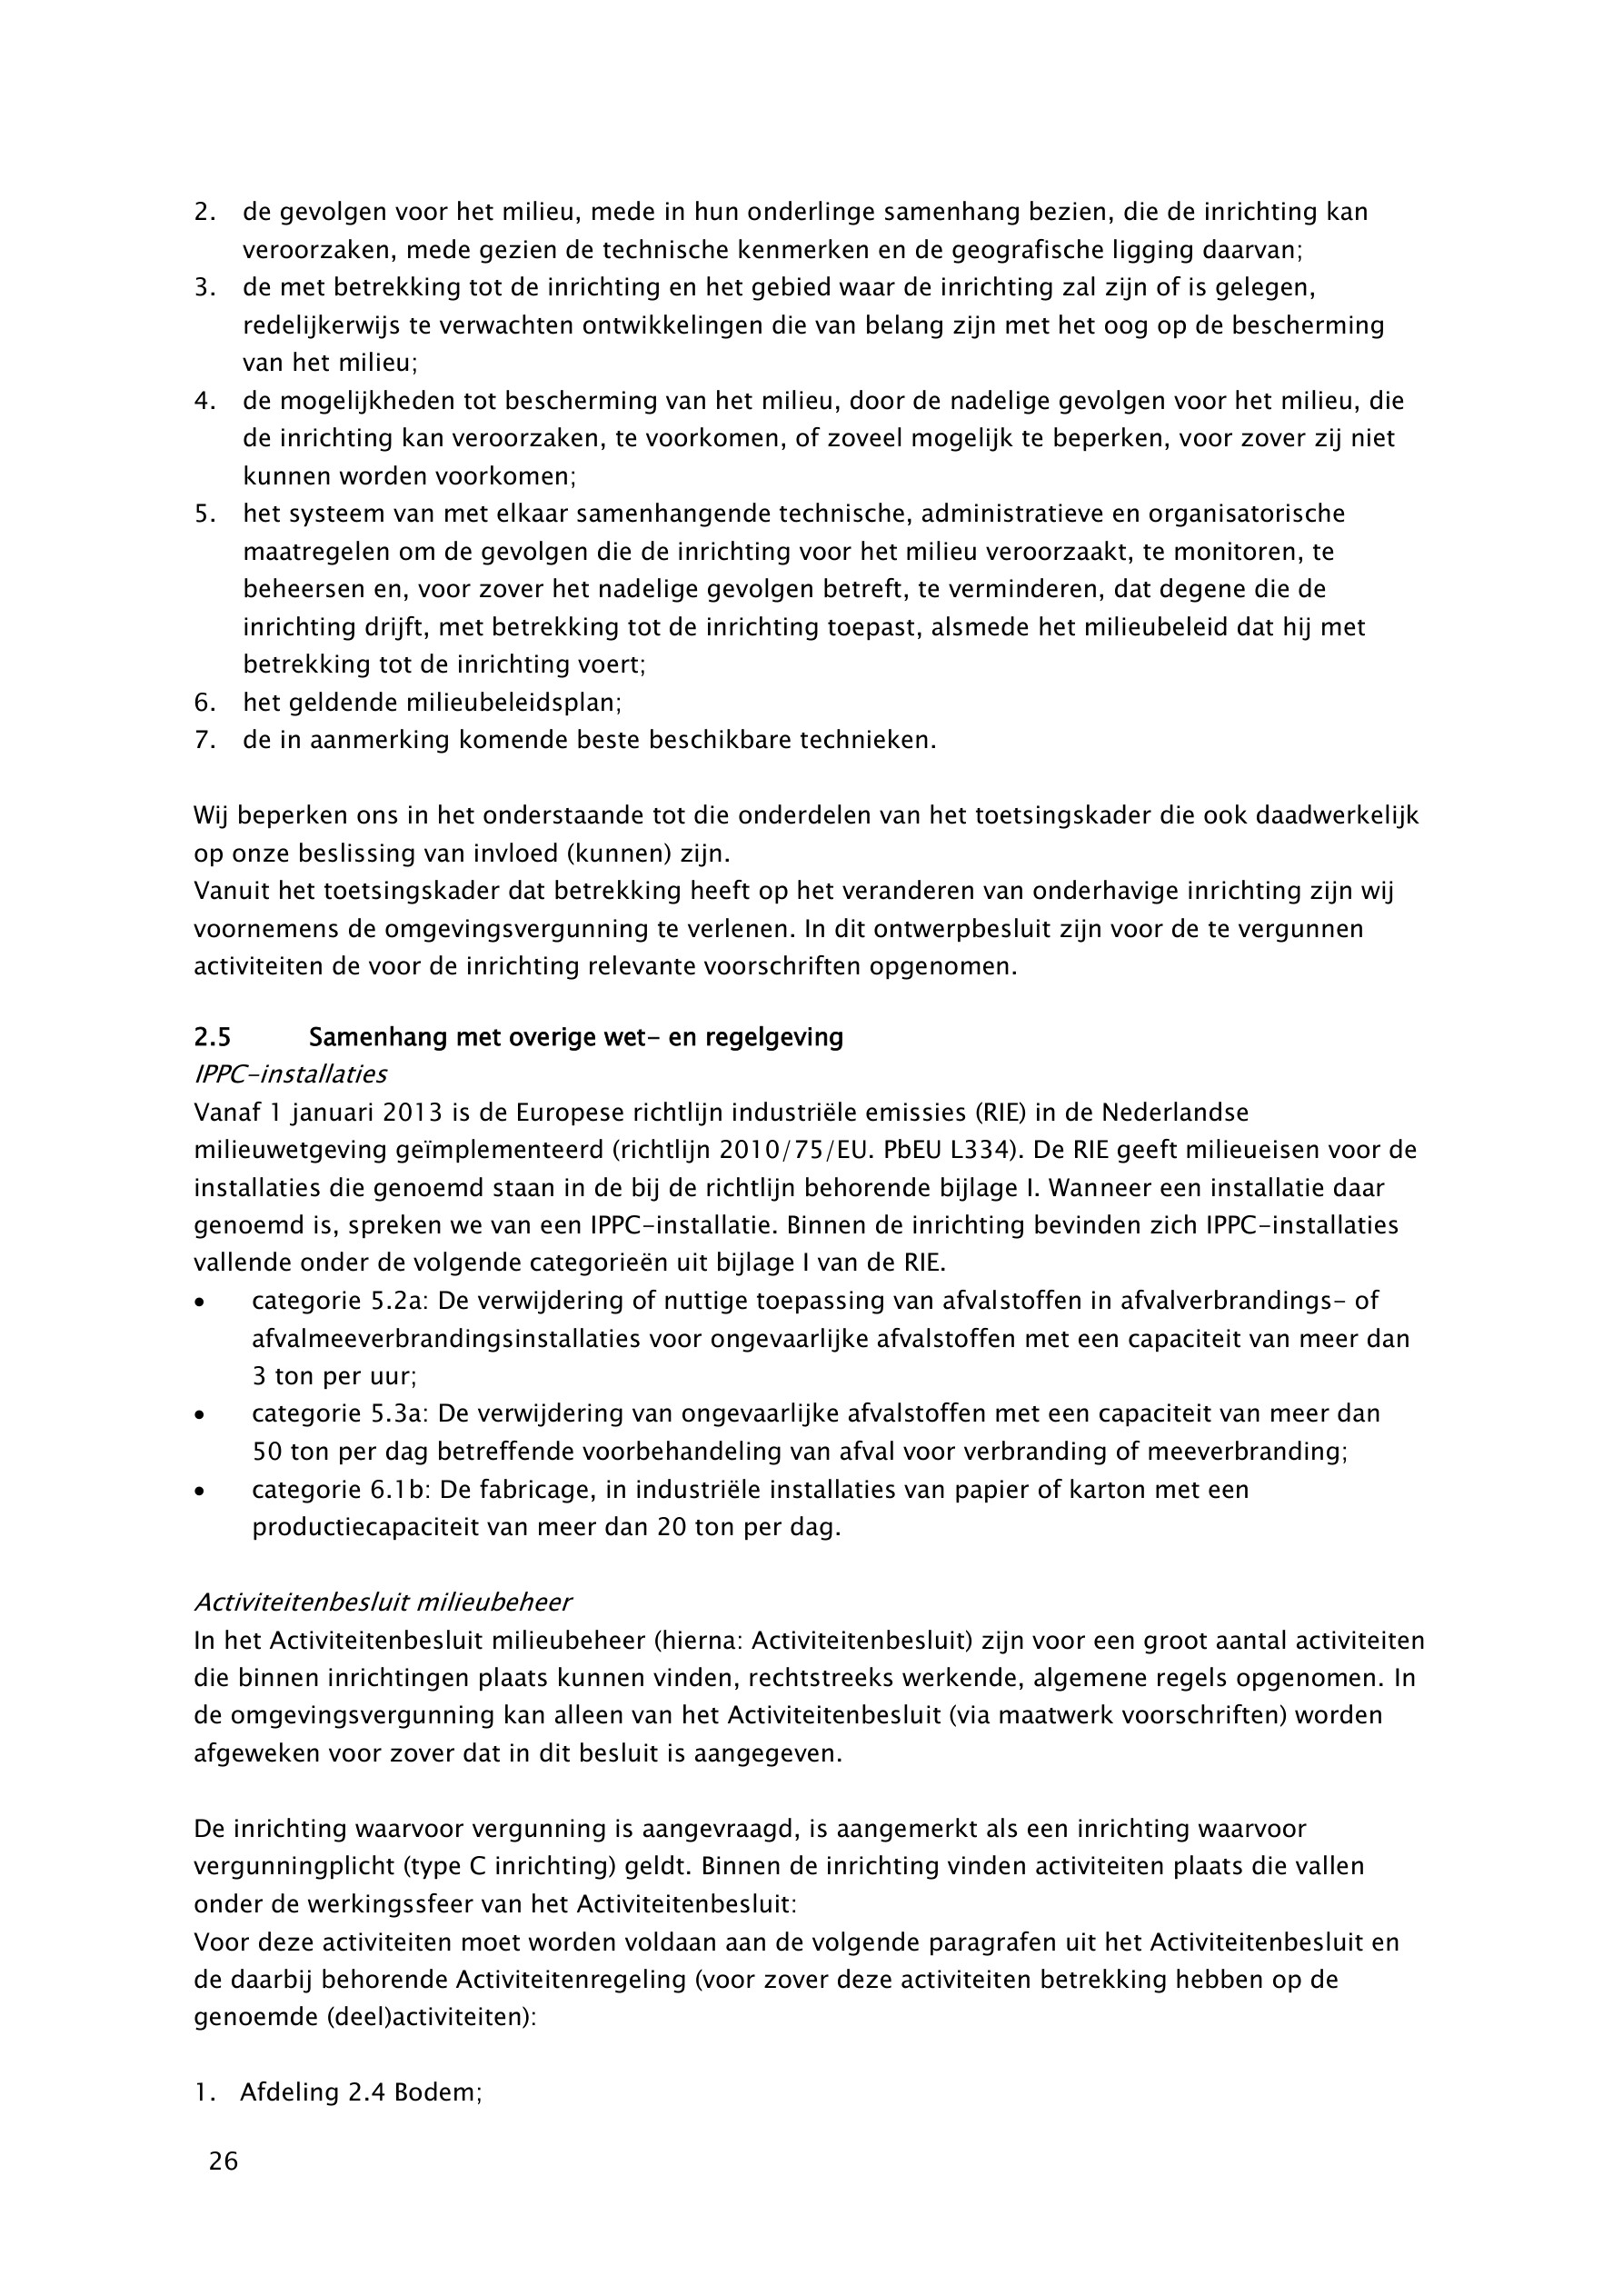 2. de gevolgen voor het milieu, mede in hun onderlinge samenhang bezien, die de inrichting kan
veroorzaken, mede gezien de technische kenmerken en de geografische ligging daarvan;
3. de met betrekking tot de inrichting en het gebied waar de inrichting zal zijn of is gelegen,
redelijkerwijs te verwachten ontwikkelingen die van belang zijn met het oog op de bescherming
van het milieu;
4. de mogelijkheden tot bescherming van het milieu, door de nadelige gevolgen voor het milieu, die
de inrichting kan veroorzaken, te voorkomen, of zoveel mogelijk te beperken, voor zover zij niet
kunnen worden voorkomen;
5. het systeem van met elkaar samenhangende technische, administratieve en organisatorische
maatregelen om de gevolgen die de inrichting voor het milieu veroorzaakt, te monitoren, te
beheersen en, voor zover het nadelige gevolgen betreft, te verminderen, dat degene die de
inrichting drijft, met betrekking tot de inrichting toepast, alsmede het milieubeleid dat hij met
betrekking tot de inrichting voert;
6. het geldende milieubeleidsplan;
7. de in aanmerking komende beste beschikbare technieken.
Wij beperken ons in het onderstaande tot die onderdelen van het toetsingskader die ook daadwerkelijk
op onze beslissing van invloed (kunnen) zijn.
Vanuit het toetsingskader dat betrekking heeft op het veranderen van onderhavige inrichting zijn wij
voornemens de omgevingsvergunning te verlenen. In dit ontwerpbesluit zijn voor de te vergunnen
activiteiten de voor de inrichting relevante voorschriften opgenomen.
2.5 Samenhang met overige wet- en regelgeving
IPPC-installaties
Vanaf 1 januari 2013 is de Europese richtlijn industriële emissies (RIE) in de Nederlandse
milieuwetgeving geïmplementeerd (richtlijn 2010/75/EU. PbEU L334). De RIE geeft milieueisen voor de
installaties die genoemd staan in de bij de richtlijn behorende bijlage I. Wanneer een installatie daar
genoemd is, spreken we van een IPPC-installatie. Binnen de inrichting bevinden zich IPPC-installaties
vallende onder de volgende categorieën uit bijlage I van de RIE.
• categorie 5.2a: De verwijdering of nuttige toepassing van afvalstoffen in afvalverbrandings- of
afvalmeeverbrandingsinstallaties voor ongevaarlijke afvalstoffen met een capaciteit van meer dan
3 ton per uur;
• categorie 5.3a: De verwijdering van ongevaarlijke afvalstoffen met een capaciteit van meer dan
50 ton per dag betreffende voorbehandeling van afval voor verbranding of meeverbranding;
• categorie 6.1b: De fabricage, in industriële installaties van papier of karton met een
productiecapaciteit van meer dan 20 ton per dag.
Activiteitenbesluit milieubeheer
In het Activiteitenbesluit milieubeheer (hierna: Activiteitenbesluit) zijn voor een groot aantal activiteiten
die binnen inrichtingen plaats kunnen vinden, rechtstreeks werkende, algemene regels opgenomen. In
de omgevingsvergunning kan alleen van het Activiteitenbesluit (via maatwerk voorschriften) worden
afgeweken voor zover dat in dit besluit is aangegeven.
De inrichting waarvoor vergunning is aangevraagd, is aangemerkt als een inrichting waarvoor
vergunningplicht (type C inrichting) geldt. Binnen de inrichting vinden activiteiten plaats die vallen
onder de werkingssfeer van het Activiteitenbesluit:
Voor deze activiteiten moet worden voldaan aan de volgende paragrafen uit het Activiteitenbesluit en
de daarbij behorende Activiteitenregeling (voor zover deze activiteiten betrekking hebben op de
genoemde (deel)activiteiten):
1. Afdeling 2.4 Bodem;
26